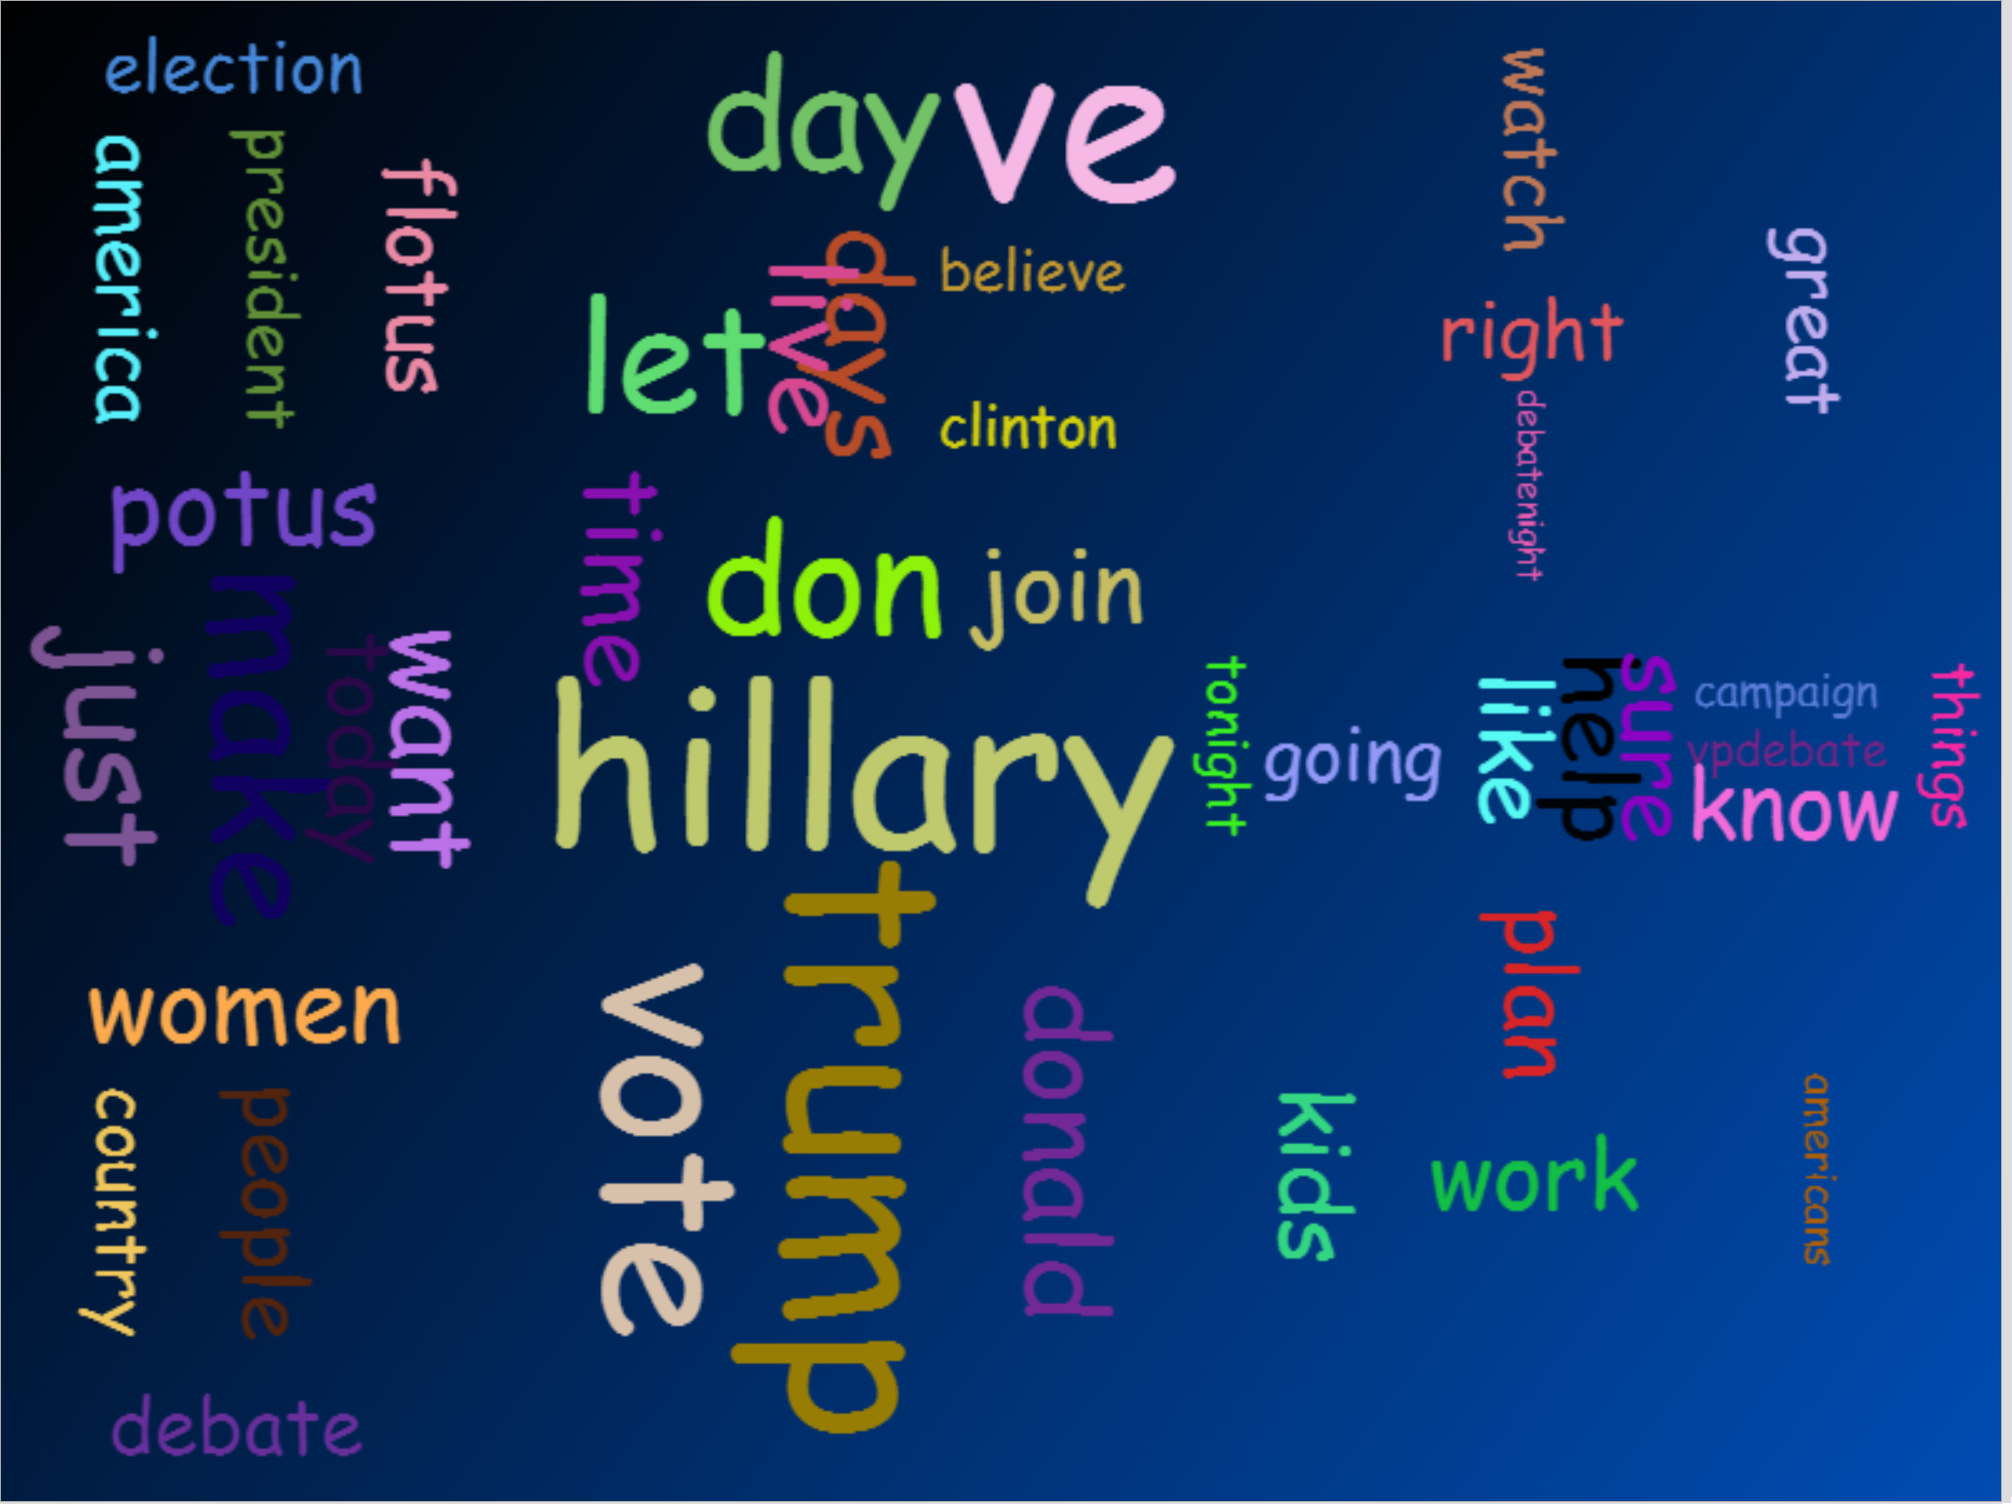 election
day
ve
watch
america
president
flotus
days
live
believe
great
let
right
clinton
debatenight
potus
time
don
join
make
just
today
want
hillary
tonight
going
like
help
sure
campaign
vpdebate
know
things
trump
vote
plan
women
donald
country
people
kids
work
americans
debate